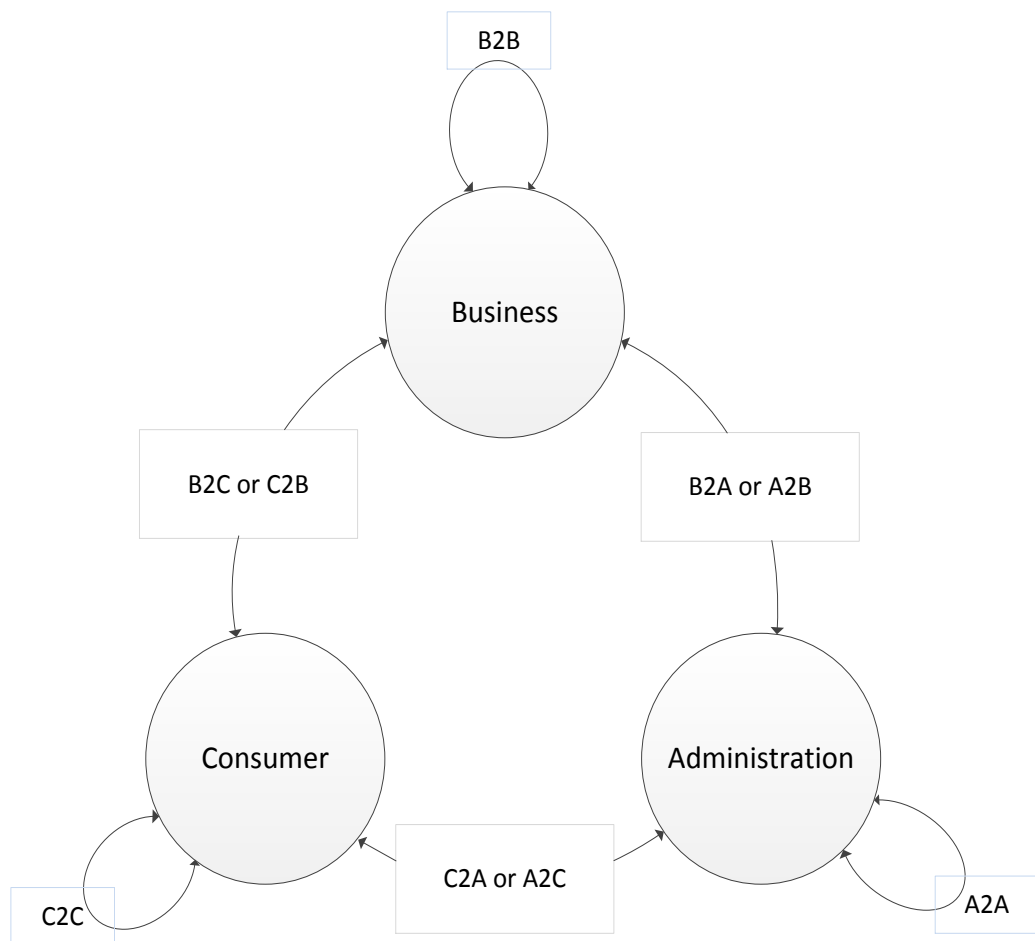 B2B
Business
B2C or C2B
B2A or A2B
Consumer
Administration
C2A or A2C
C2C
A2A